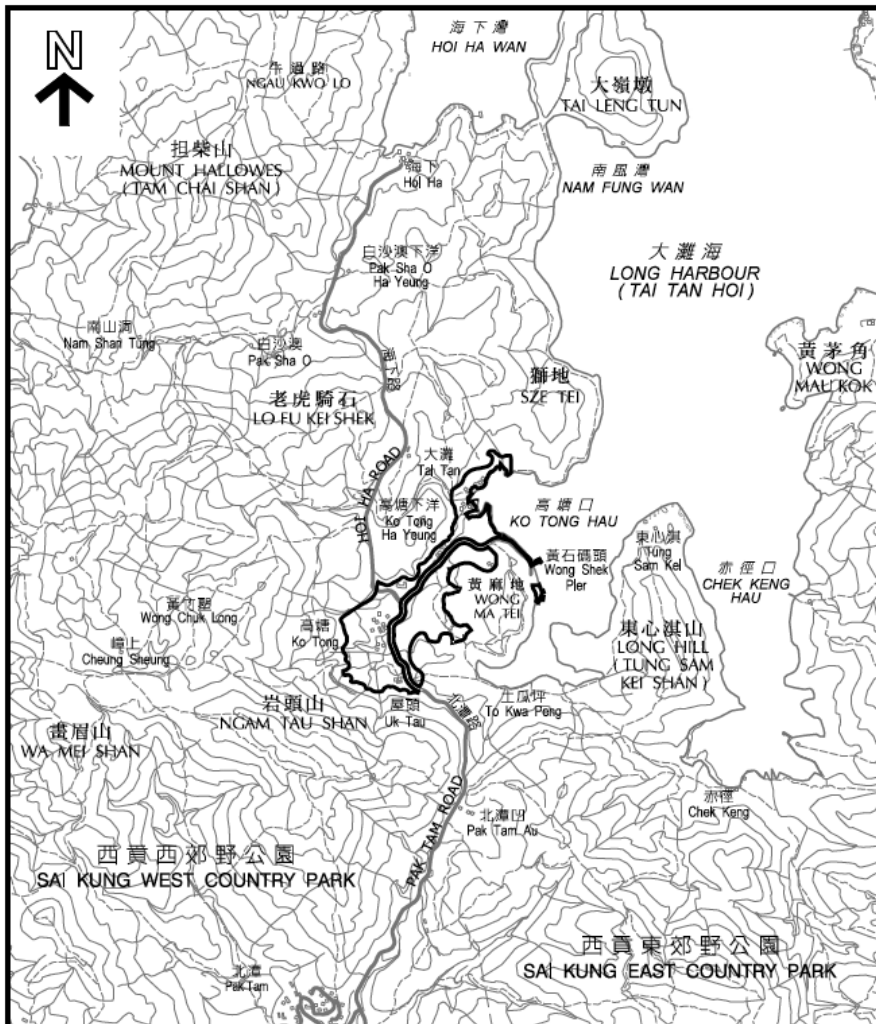 N
海下灣
HOI HA WAN
牛過路
NGAU KWO LO
大嶺墩
TAI LENG TUN
担柴山
MOUNT HALLOWES
(TAM CHAI SHAN)
海下
Hoi Ha
南風灣
NAM FUNG WAN
白沙澳下洋
Pak Sha O
Ha Yeung
大灘海
LONG HARBOUR
(TAI TAN HOI)
南山洞
Nam Shan Tung
白沙澳
Pak Sha O
海下路
黃茅角
WONG
MAU KOK
獅地
SZE TEI
老虎騎石
LO FU KEI SHEK
大灘
Tai Tan
HOI HA ROAD
高塘下洋
Ko Tong
Ha Yeung
高塘口
KO TONG HAU
東心淇
Tung
Sam Kei
黃石碼頭
Wong Shek
Pier
赤徑口
CHEK KENG
HAU
黃麻地
WONG
MA TEI
黃竹塱
Wong Chuk Long
高塘
Ko Tong
嶂上
Cheung Sheung
東心淇山
LONG HILL
(TUNG SAM
KEI SHAN)
岩頭山
NGAM TAU SHAN
屋頭
Uk Tau
北潭路
土瓜坪
To Kwa Peng
畫眉山
WA MEI SHAN
PAK TAM ROAD
赤徑
Chek Keng
北潭凹
Pak Tam Au
西貢西郊野公園
SAI KUNG WEST COUNTRY PARK
西貢東郊野公園
SAI KUNG EAST COUNTRY PARK
北潭
Pak Tam